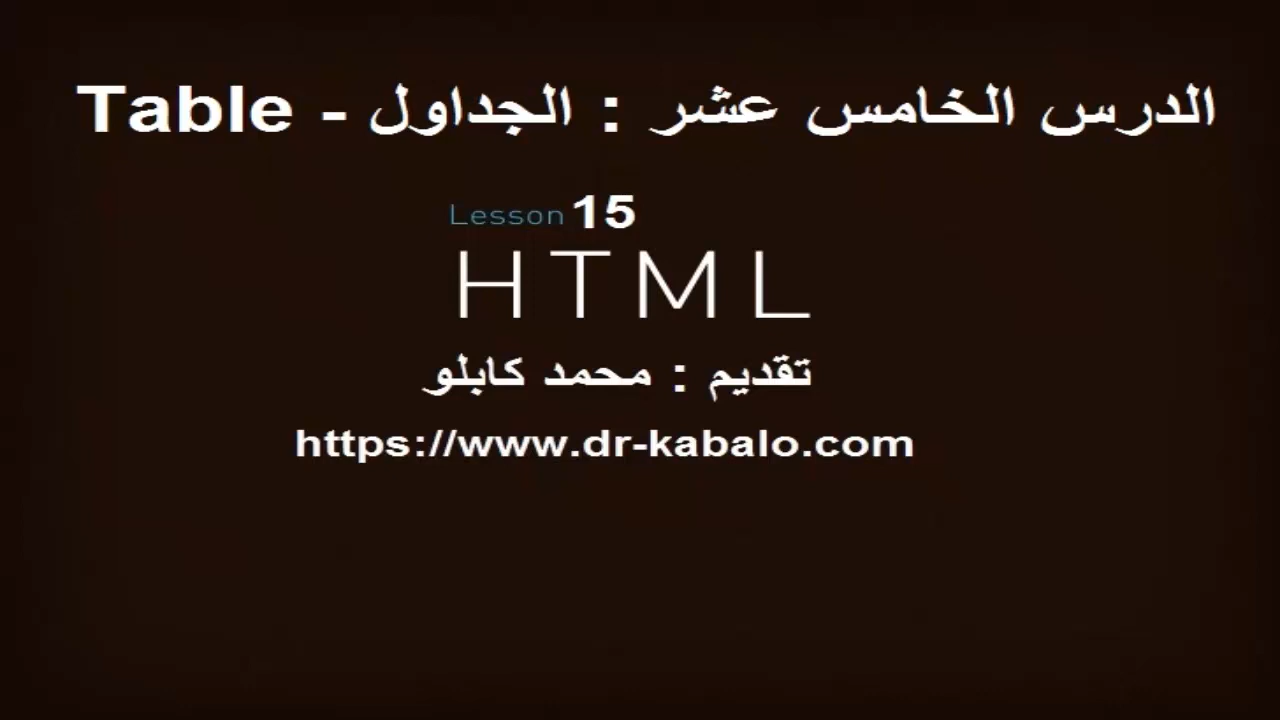 الدرس الخامس عشر : الجداول - Table
Lesson 15
HTML
تقديم : محمد كابلو
https://www.dr-kabalo.com